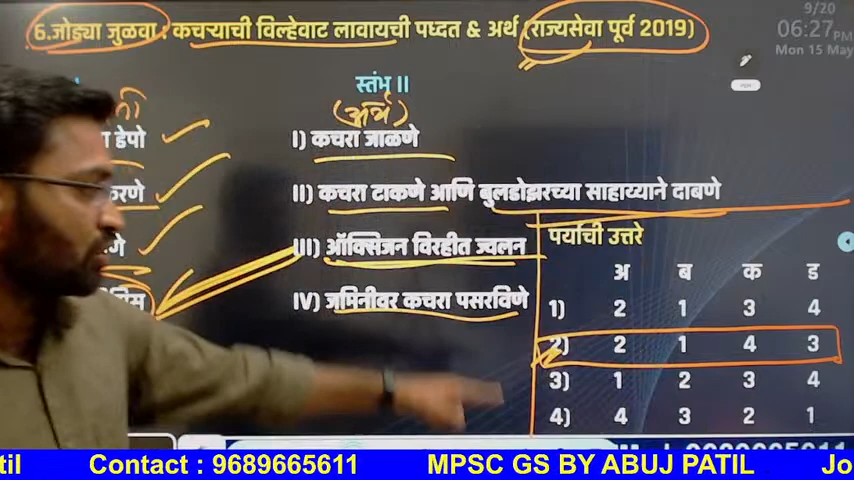 9/20
06:27PM
Mon 15 May
6.जोड्या जुळवा : कचऱ्याची विल्हेवाट लावायची पध्दत & अर्थ (राज्यसेवा पूर्व 2019)
स्तंभ II
(अर्थ)
डेपो
I) कचरा जाळणे
II) कचरा टाकणे आणि बुलडोझरच्या साहाय्याने दाबणे
III) ऑक्सिजन विरहीत ज्वलन
IV) जमिनीवर कचरा पसरविणे
पर्यायी उत्तरे
अ ब क ड
1) 2 1 3 4
2) 2 1 4 3
3) 1 2 3 4
4) 4 3 2 1
til Contact : 9689665611 MPSC GS BY ABUJ PATIL Jo